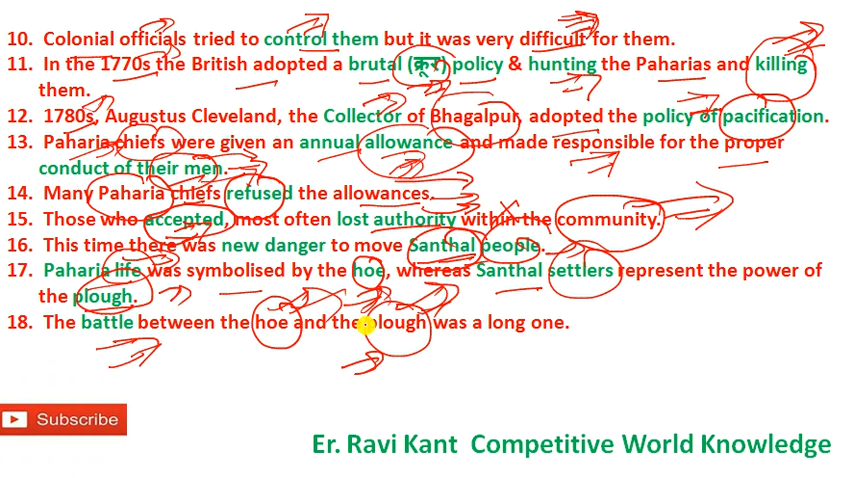 10. Colonial officials tried to control them but it was very difficult for them.
11. In the 1770s the British adopted a brutal (क्रूर) policy & hunting the Paharias and killing
them.
12. 1780s, Augustus Cleveland, the Collector of Bhagalpur, adopted the policy of pacification.
13. Paharia chiefs were given an annual allowance and made responsible for the proper
conduct of their men.
14. Many Paharia chiefs refused the allowances.
15. Those who accepted, most often lost authority within the community.
16. This time there was new danger to move Santhal people.
17. Paharia life was symbolised by the hoe, whereas Santhal settlers represent the power of
the plough.
18. The battle between the hoe and the plough was a long one.
Subscribe
Er. Ravi Kant Competitive World Knowledge